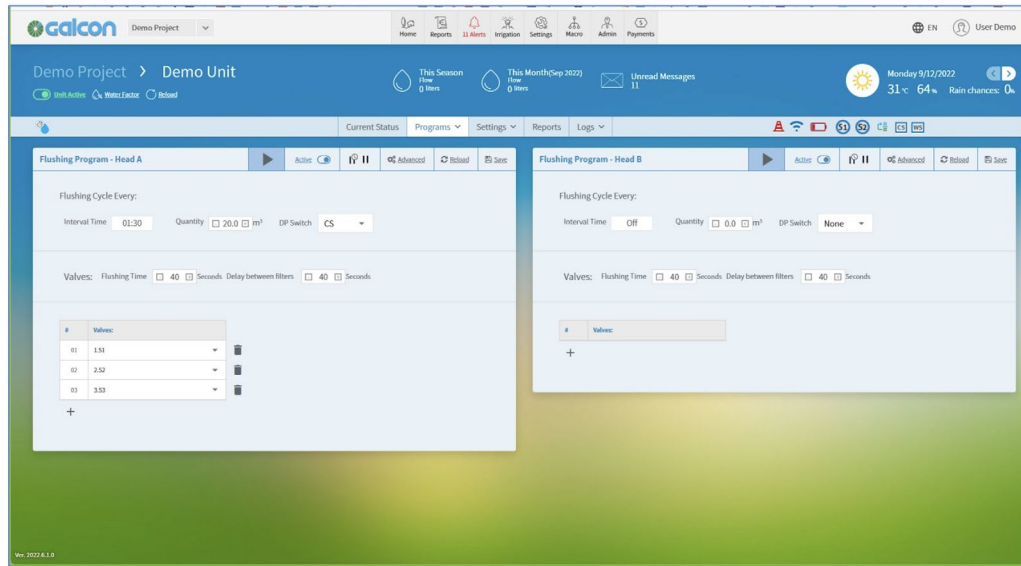 Galcon Demo Project
Home Reports 11 Alerts Irrigation Settings Macro Admin Payments
EN User Demo
Demo Project > Demo Unit
Unit Active Water Factor Reload
This Season
Flow
0 liters
This Month(Sep 2022)
Flow
0 liters
Unread Messages
11
Monday 9/12/2022
31°C 64% Rain chances: 0%
Current Status Programs Settings Reports Logs
S1 S2 CS WS
Flushing Program - Head A Active Advanced Reload Save
Flushing Cycle Every:
Interval Time 01:30 Quantity 20.0 m³ DP Switch CS
Valves: Flushing Time 40 Seconds Delay between filters 40 Seconds
# Valves:
01 1.S1
02 2.S2
03 3.S3
+
Flushing Program - Head B Active Advanced Reload Save
Flushing Cycle Every:
Interval Time Off Quantity 0.0 m³ DP Switch None
Valves: Flushing Time 40 Seconds Delay between filters 40 Seconds
# Valves:
+
Ver. 2022.6.1.0